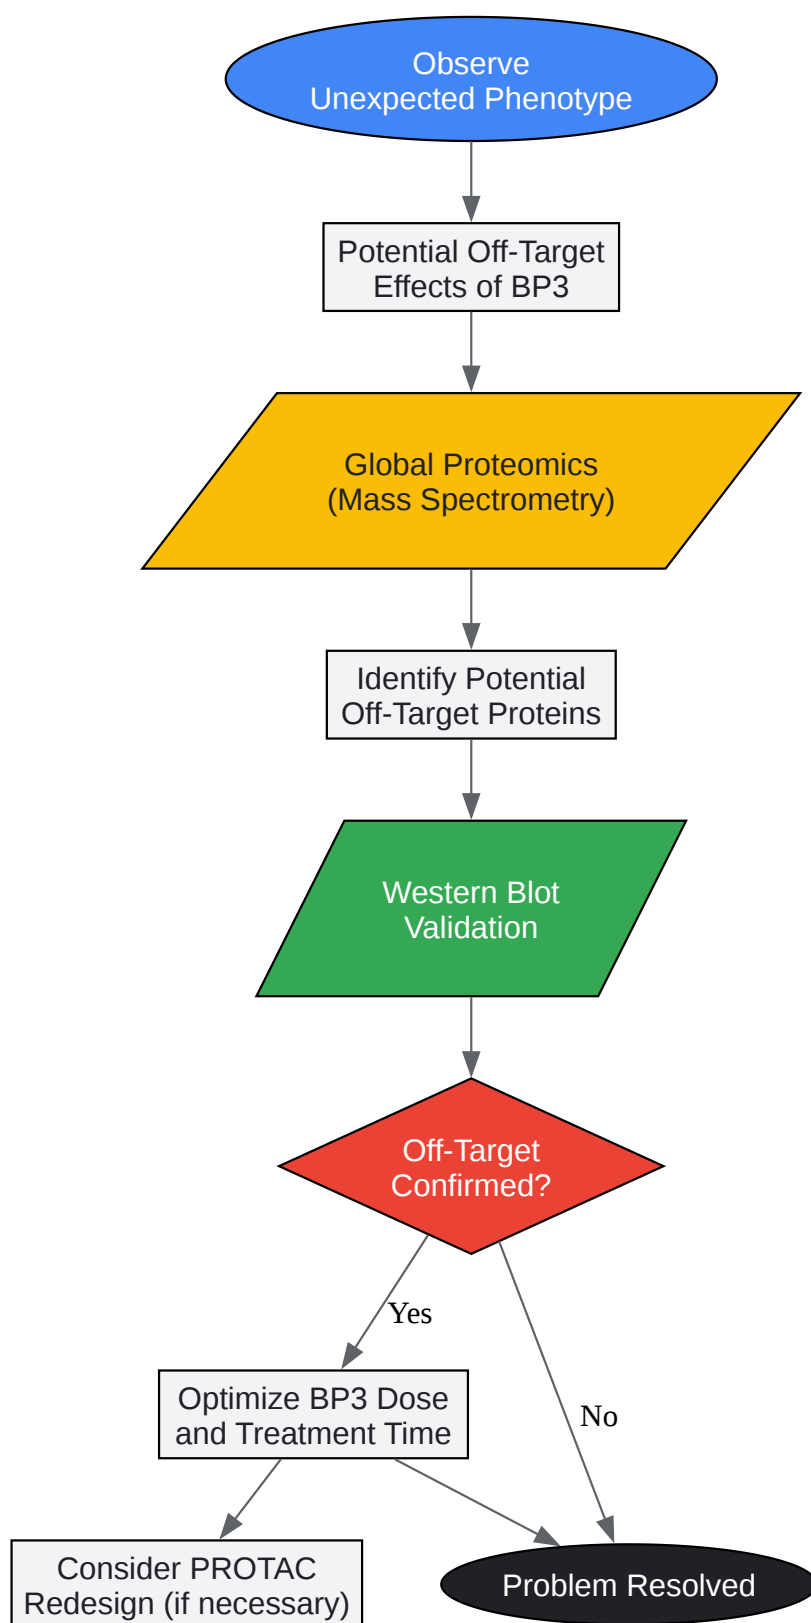 Observe
Unexpected Phenotype
Potential Off-Target
Effects of BP3
Global Proteomics
(Mass Spectrometry)
Identify Potential
Off-Target Proteins
Western Blot
Validation
Off-Target
Confirmed?
Yes
Optimize BP3 Dose
and Treatment Time
No
Consider PROTAC
Redesign (if necessary)
Problem Resolved